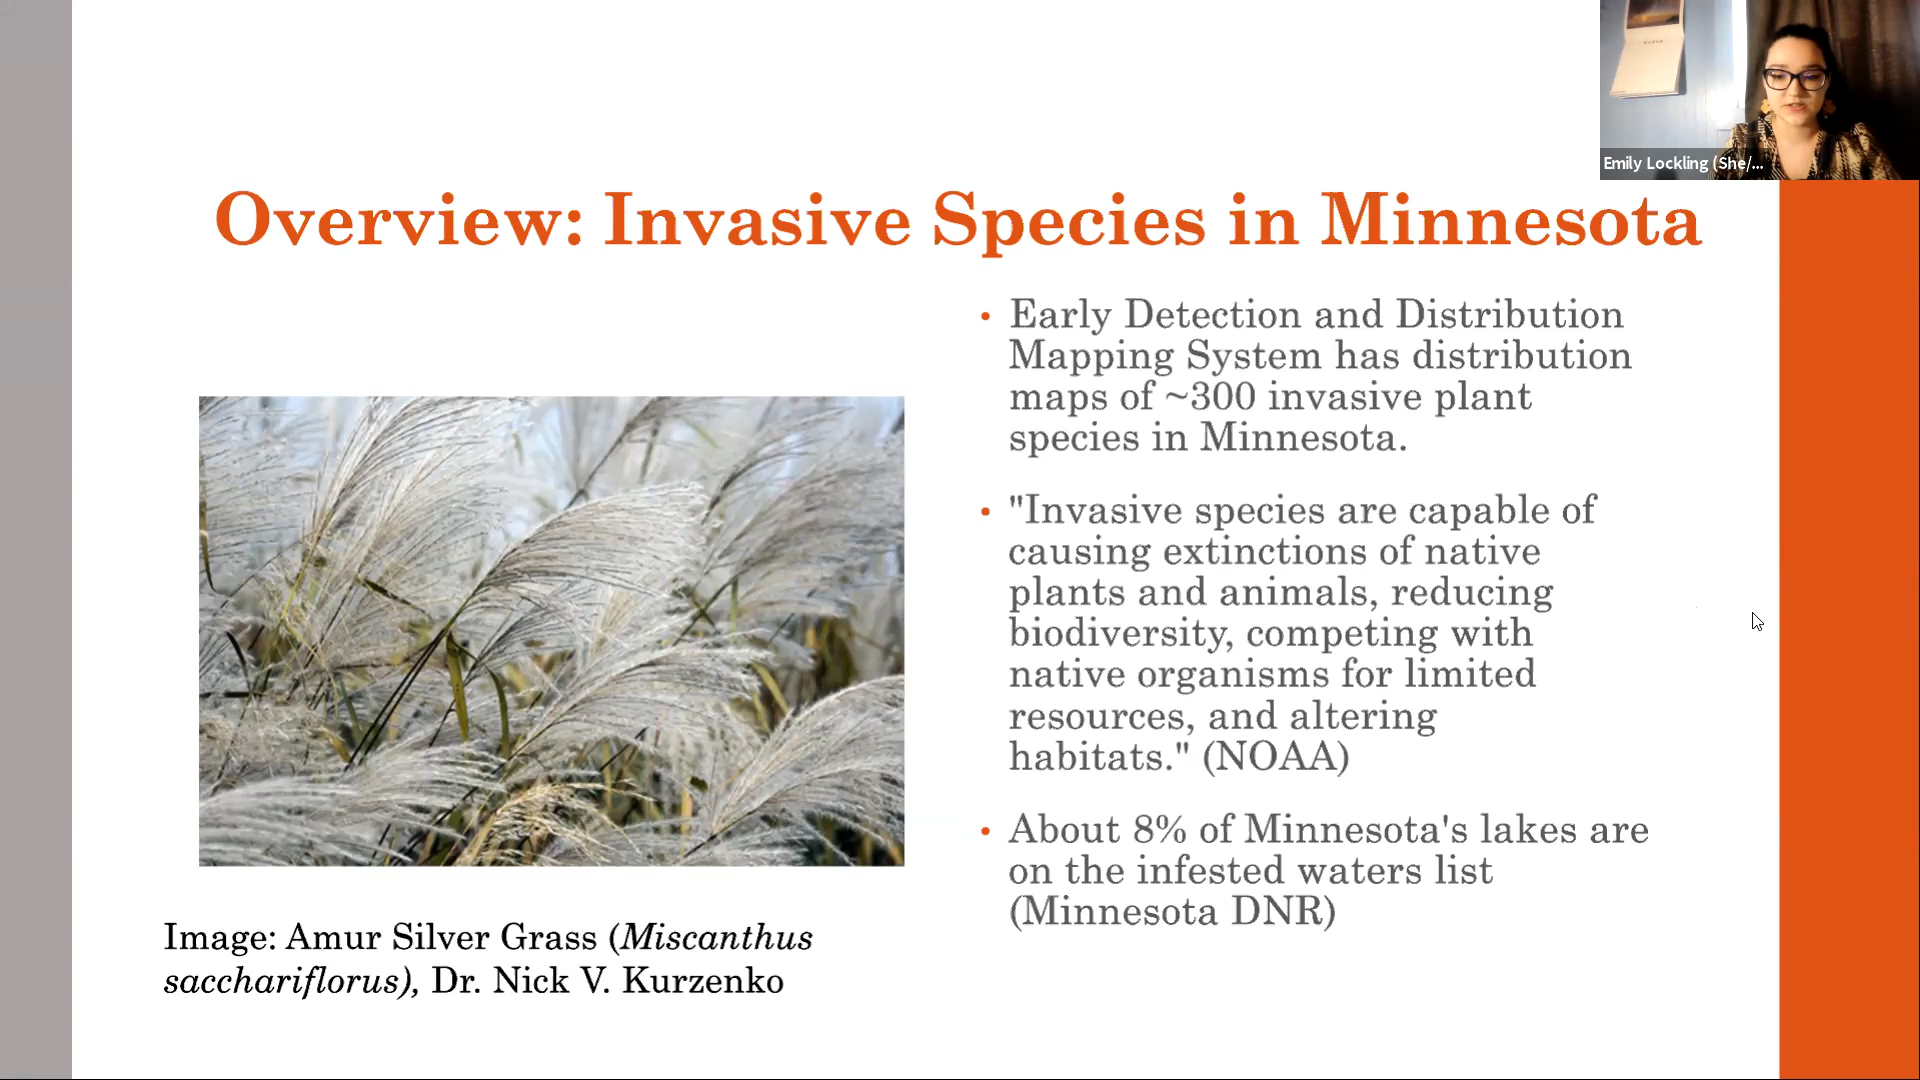 Emily Lockling (She/...
Overview: Invasive Species in Minnesota
• Early Detection and Distribution
Mapping System has distribution
maps of ~300 invasive plant
species in Minnesota.
• "Invasive species are capable of
causing extinctions of native
plants and animals, reducing
biodiversity, competing with
native organisms for limited
resources, and altering
habitats." (NOAA)
• About 8% of Minnesota's lakes are
on the infested waters list
(Minnesota DNR)
Image: Amur Silver Grass (Miscanthus
sacchariflorus), Dr. Nick V. Kurzenko